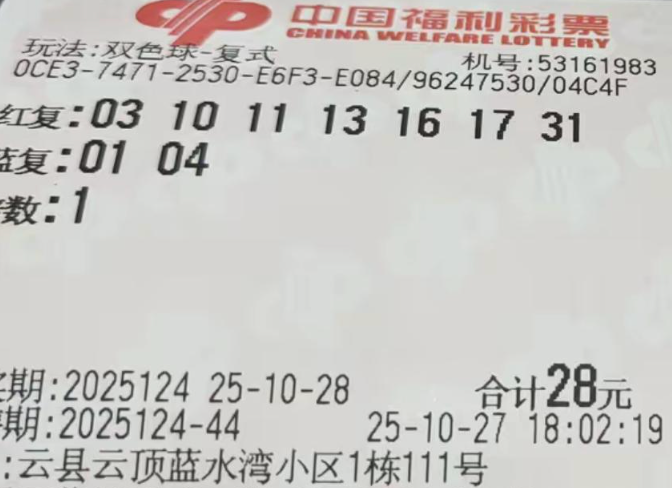 中国福利彩票
CHINA WELFARE LOTTERY
玩法:双色球-复式
机号:53161983
0CE3-7471-2530-E6F3-E084/96247530/04C4F
红复:03 10 11 13 16 17 31
蓝复:01 04
数:1
期:2025124 25-10-28 合计28元
期:2025124-44 25-10-27 18:02:19
:云县云顶蓝水湾小区1栋111号